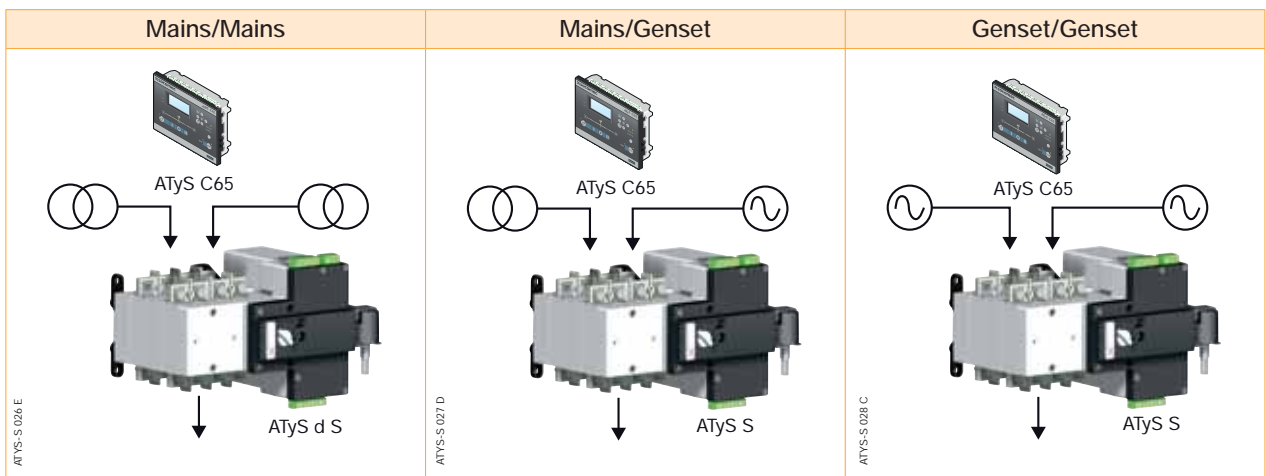 Mains/Mains
Mains/Genset
Genset/Genset
ATyS C65
ATyS C65
ATyS C65
ATyS d S
ATyS S
ATyS S
ATYS-S 026 E
ATYS-S 027 D
ATYS-S 028 C